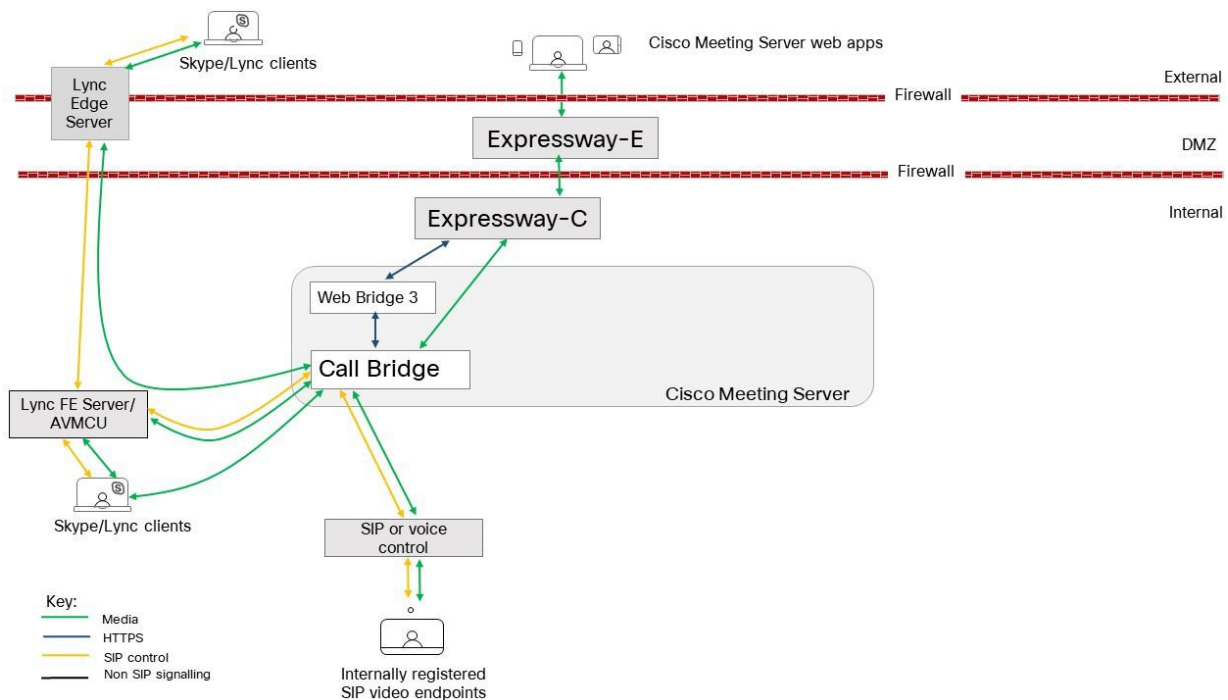 S
Skype/Lync clients
Cisco Meeting Server web apps
Lync
Edge
Server
External
Firewall
Expressway-E
DMZ
Firewall
Expressway-C
Internal
Web Bridge 3
Call Bridge
Cisco Meeting Server
Lync FE Server/
AVMCU
S
Skype/Lync clients
SIP or voice
control
Key:
Media
HTTPS
SIP control
Non SIP signalling
Internally registered
SIP video endpoints